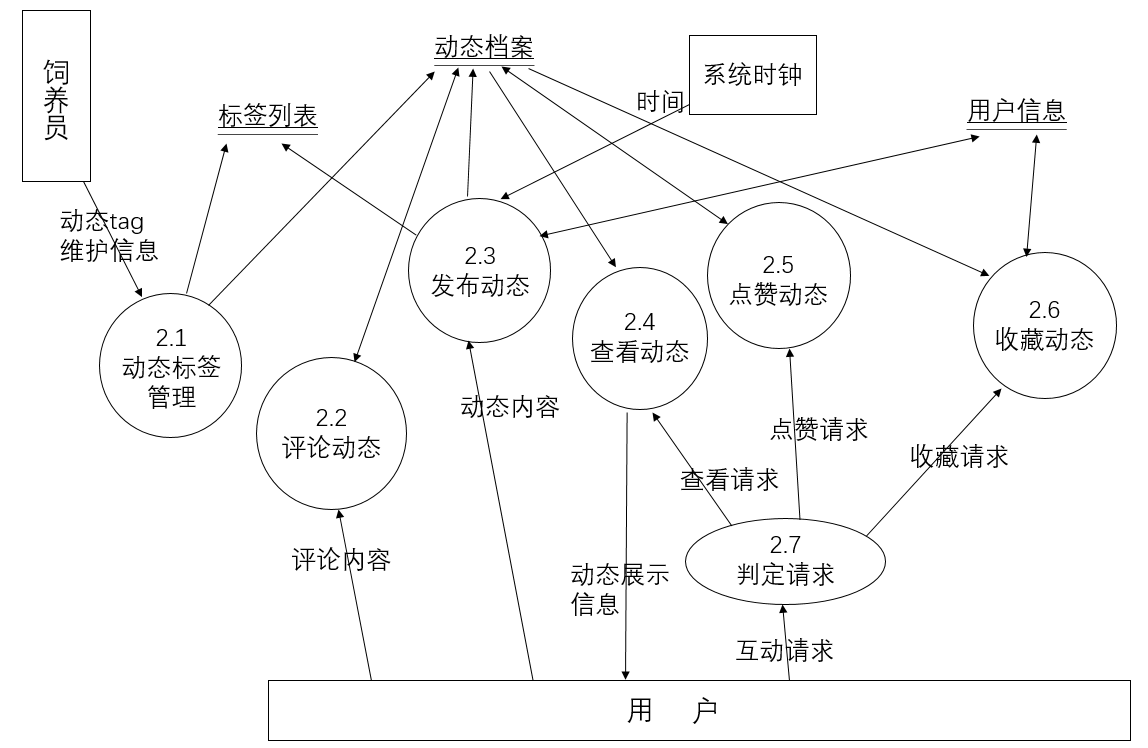 饲养员
动态档案
系统时钟
时间
标签列表
用户信息
动态tag
维护信息
2.1
动态标签
管理
2.2
评论动态
2.3
发布动态
2.4
查看动态
2.5
点赞动态
2.6
收藏动态
动态内容
点赞请求
查看请求
收藏请求
评论内容
动态展示
信息
2.7
判定请求
互动请求
用 户